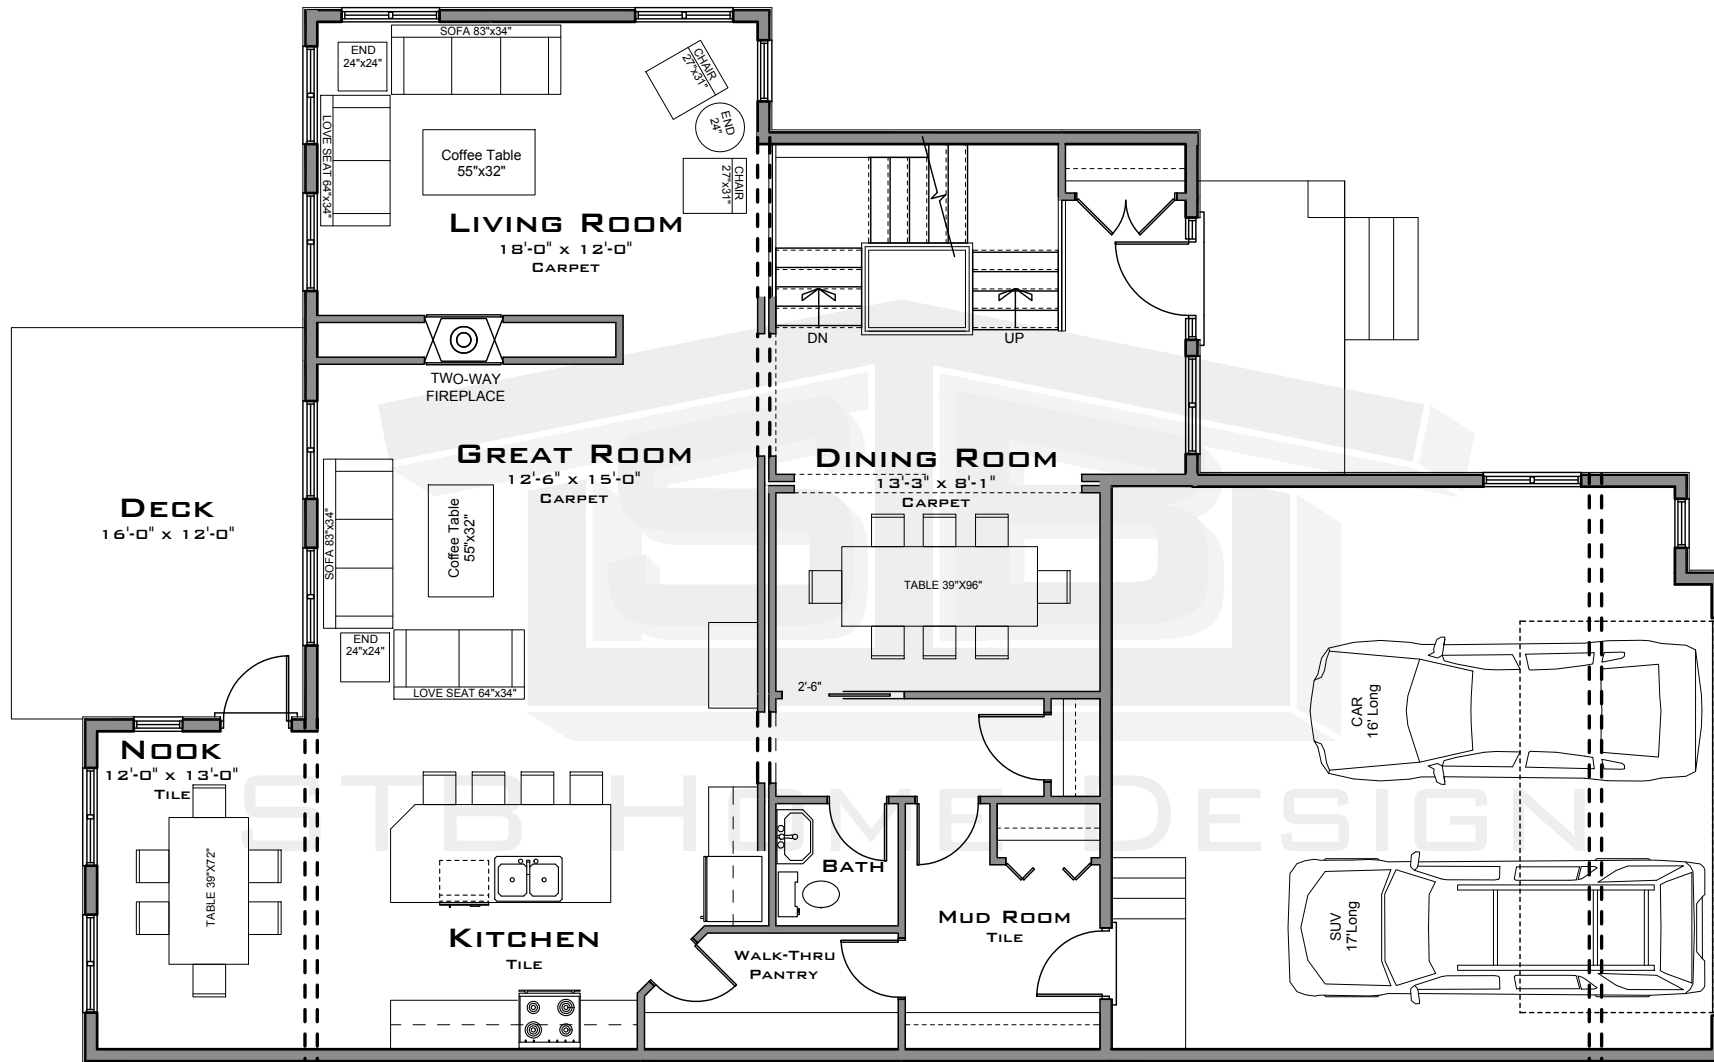 SOFA 83"x34"
END
24"x24"
CHAIR
27"x31"
END
24"
LOVE SEAT 64"x34"
Coffee Table
55"x32"
CHAIR
27"x31"
LIVING ROOM
18'-0" x 12'-0"
CARPET
DN
UP
TWO-WAY
FIREPLACE
GREAT ROOM
12'-6" x 15'-0"
CARPET
DINING ROOM
13'-3" x 8'-1"
CARPET
DECK
16'-0" x 12'-0"
SOFA 83"x34"
Coffee Table
55"x32"
TABLE 39"X96"
END
24"x24"
LOVE SEAT 64"x34"
2'-6"
CAR
16' Long
NOOK
12'-0" x 13'-0"
TILE
STB HOME DESIGN
STB
TABLE 39"X72"
BATH
MUD ROOM
TILE
SUV
17'Long
KITCHEN
TILE
WALK-THRU
PANTRY